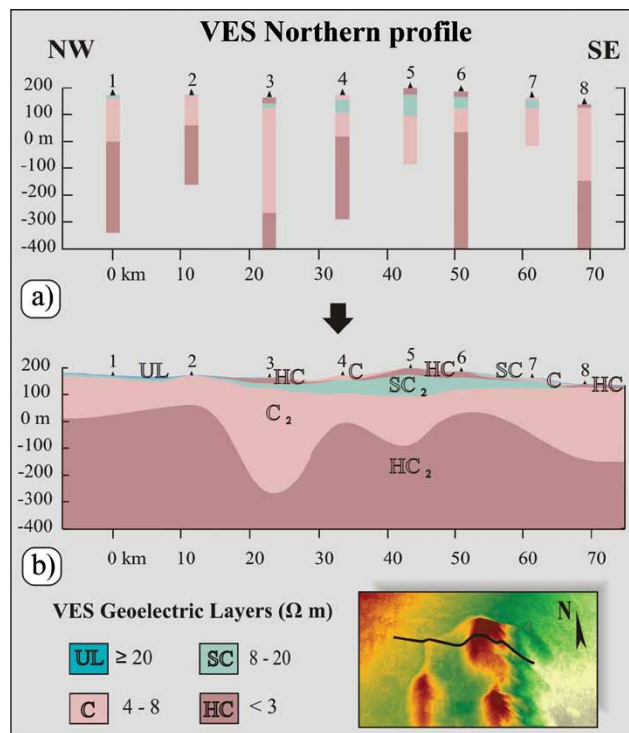 VES Northern profile
NW
SE
1 2 3 4 5 6 7 8
200
100
0 m
-100
-200
-300
-400
0 km 10 20 30 40 50 60 70
a)
1 UL 2 3 HC 4 C 5 HC 6 SC 7 C 8 HC
SC₂
C₂
HC₂
200
100
0 m
-100
-200
-300
-400
0 km 10 20 30 40 50 60 70
b)
VES Geoelectric Layers (Ω m)
UL ≥ 20
SC 8 - 20
C 4 - 8
HC < 3
N